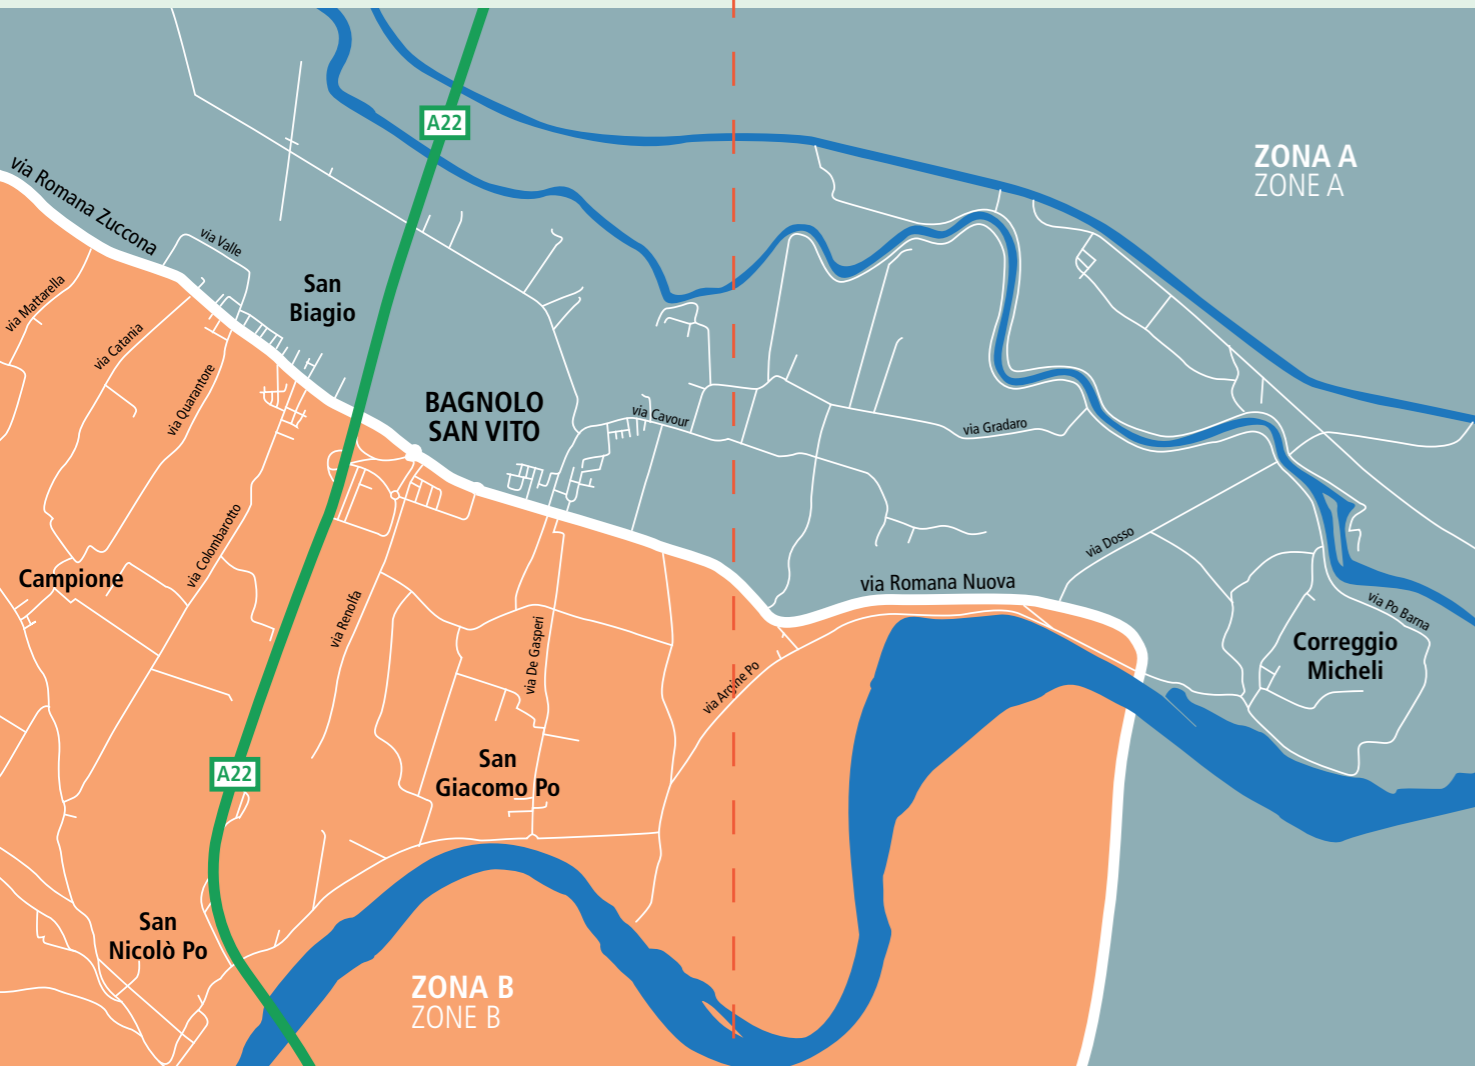 A22
ZONA A
ZONE A
via Romana Zuccona
via Valle
via Mattarella
San
Biagio
via Catania
via Quarantore
BAGNOLO
SAN VITO
via Cavour
via Gradaro
via Colombarotto
via Dosso
Campione
via Romana Nuova
via Renolfa
via Po Barna
via De Gasperi
Correggio
Micheli
via Argine Po
San
Giacomo Po
A22
San
Nicolò Po
ZONA B
ZONE B